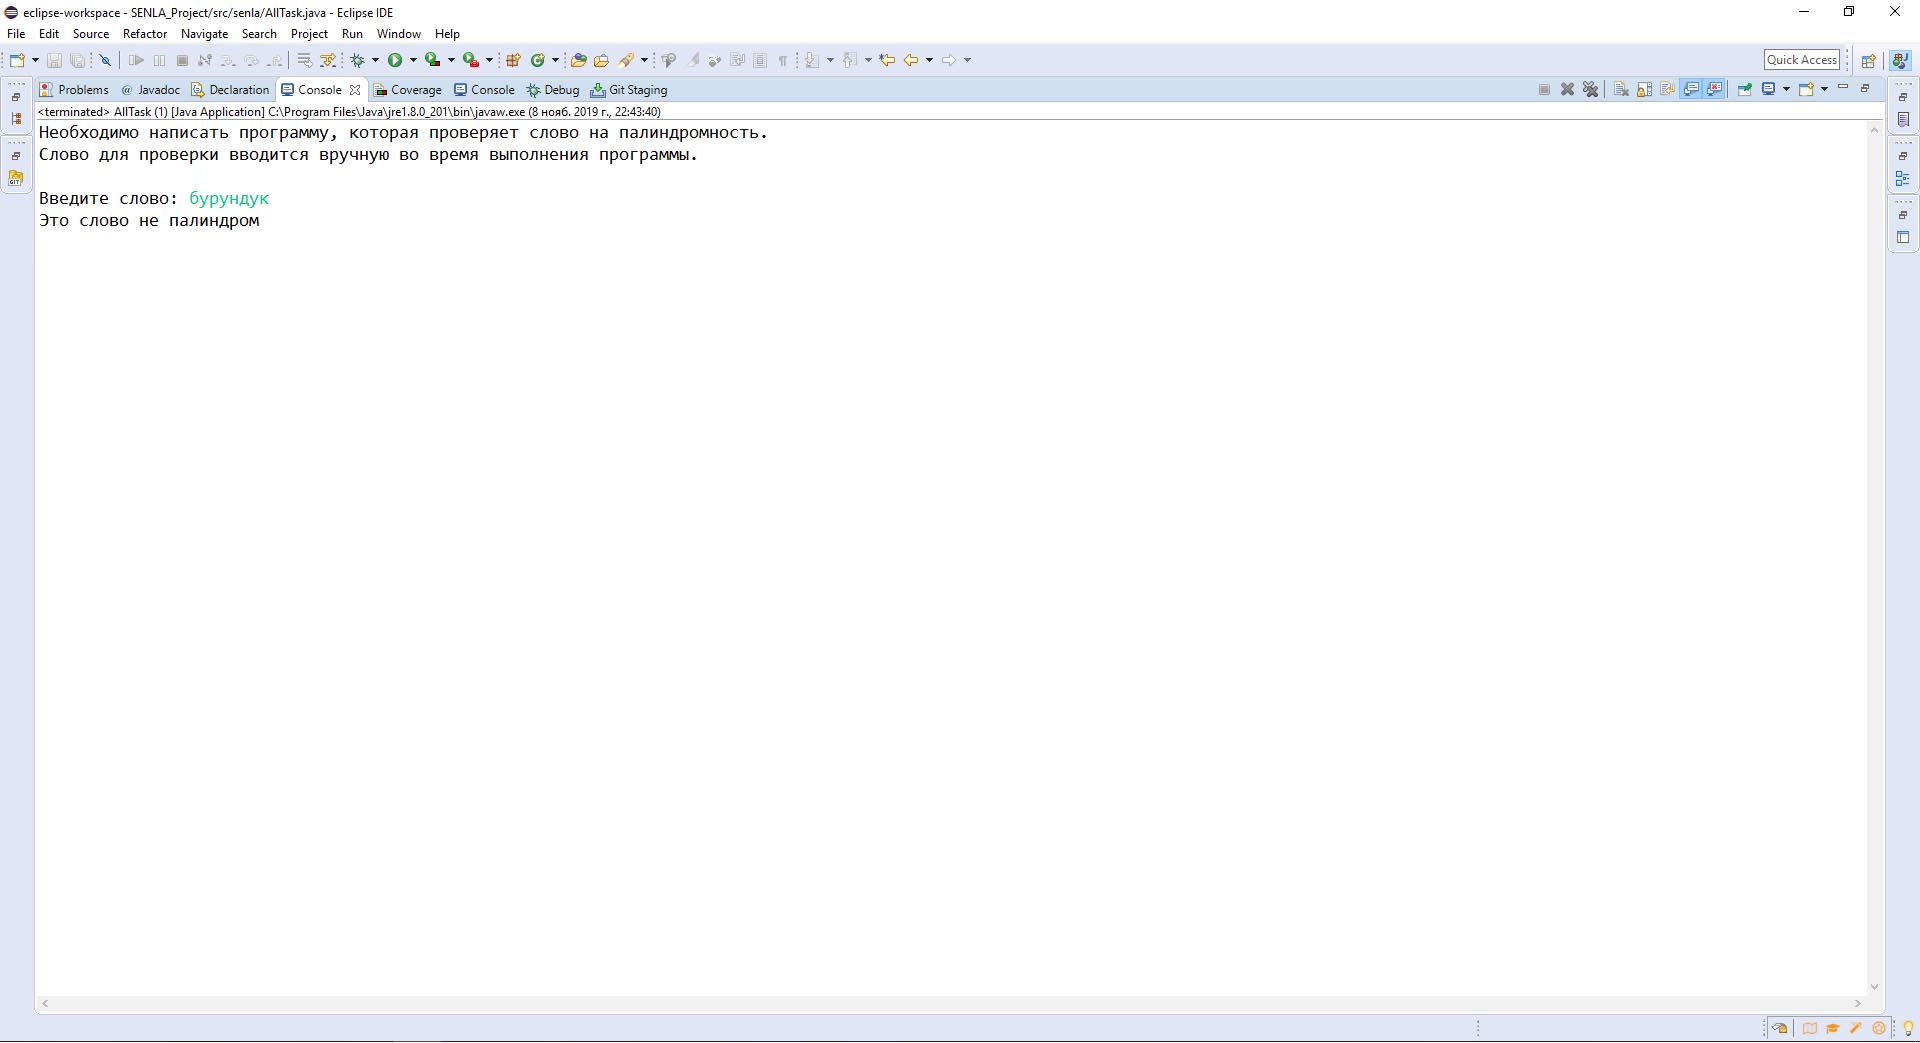 eclipse-workspace - SENLA_Project/src/senla/AllTask.java - Eclipse IDE
File Edit Source Refactor Navigate Search Project Run Window Help
Quick Access
Problems @ Javadoc Declaration Console Coverage Console Debug Git Staging
<terminated> AllTask (1) [Java Application] C:\Program Files\Java\jre1.8.0_201\bin\javaw.exe (8 нояб. 2019 г., 22:43:40)
Необходимо написать программу, которая проверяет слово на палиндромность.
Слово для проверки вводится вручную во время выполнения программы.
Введите слово: бурундук
Это слово не палиндром